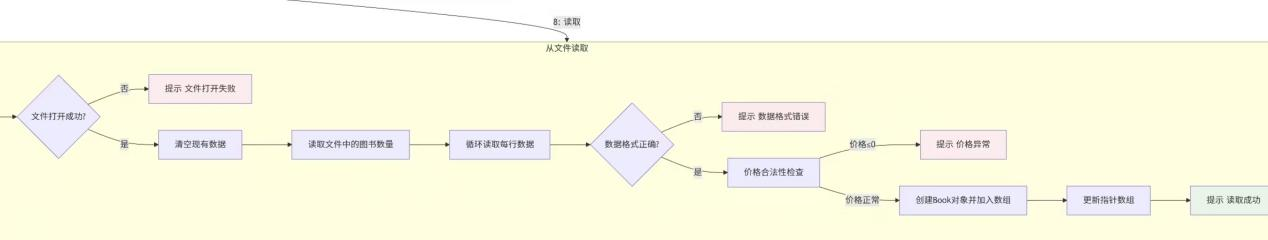 8: 读取
从文件读取
文件打开成功?
否
提示 文件打开失败
是
清空现有数据
读取文件中的图书数量
循环读取每行数据
数据格式正确?
否
提示 数据格式错误
是
价格合法性检查
价格≤0
提示 价格异常
价格正常
创建Book对象并加入数组
更新指针数组
提示 读取成功